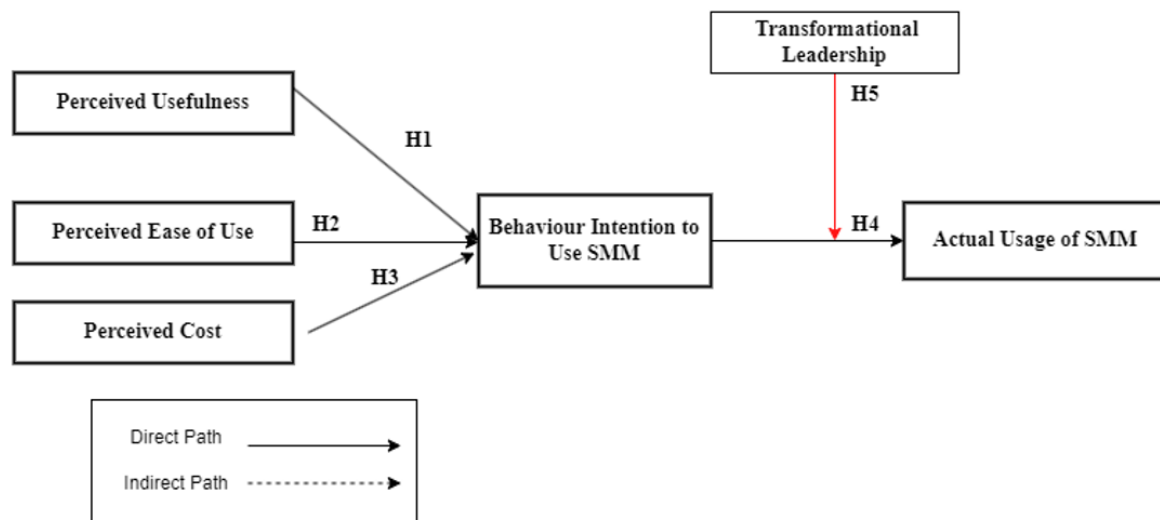 Transformational
Leadership
H5
Perceived Usefulness
H1
Perceived Ease of Use
H2
Behaviour Intention to
Use SMM
H4
Actual Usage of SMM
H3
Perceived Cost
Direct Path
Indirect Path